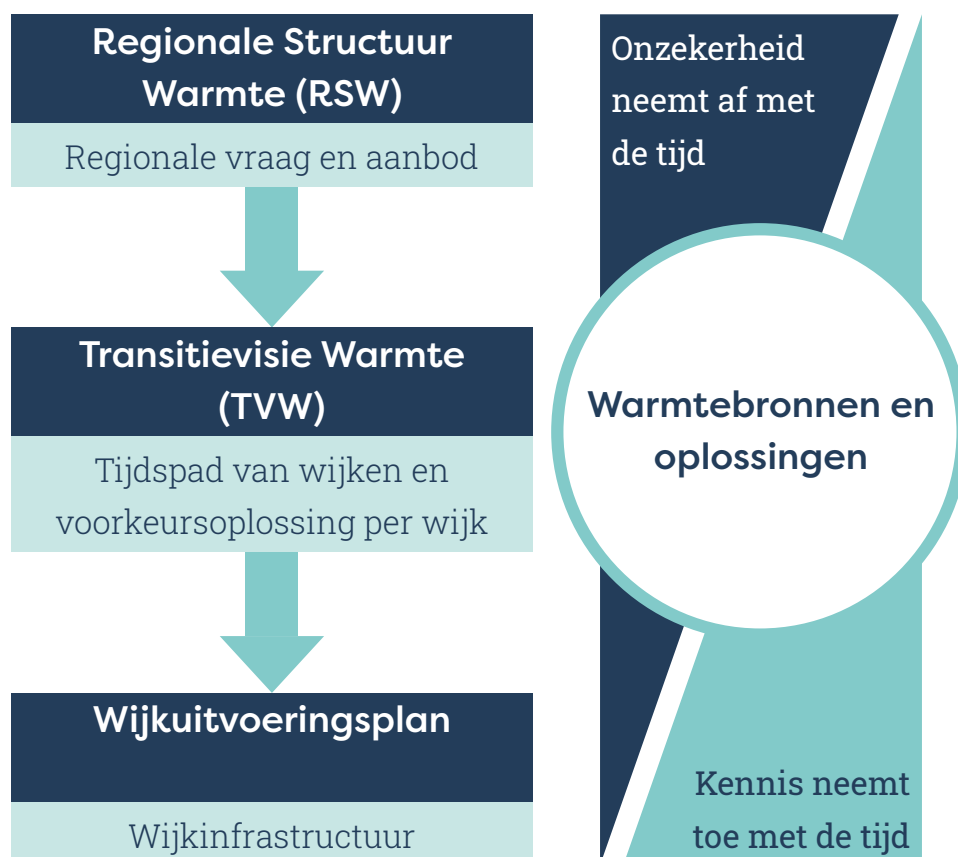 Regionale Structuur
Warmte (RSW)
Regionale vraag en aanbod
Transitievisie Warmte
(TVW)
Tijdspad van wijken en
voorkeursoplossing per wijk
Wijkuitvoeringsplan
Wijkinfrastructuur
Onzekerheid
neemt af met
de tijd
Warmtebronnen en
oplossingen
Kennis neemt
toe met de tijd